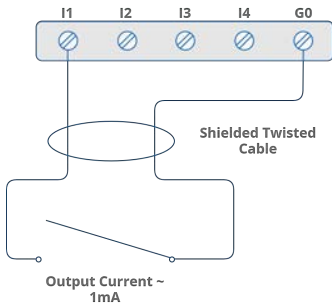 I1 I2 I3 I4 G0
Shielded Twisted
Cable
Output Current ~
1mA